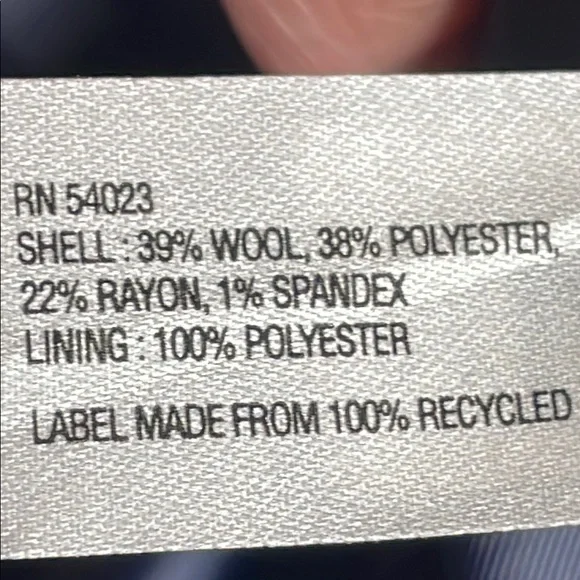 RN 54023
SHELL : 39% WOOL, 38% POLYESTER,
22% RAYON, 1% SPANDEX
LINING : 100% POLYESTER
LABEL MADE FROM 100% RECYCLED